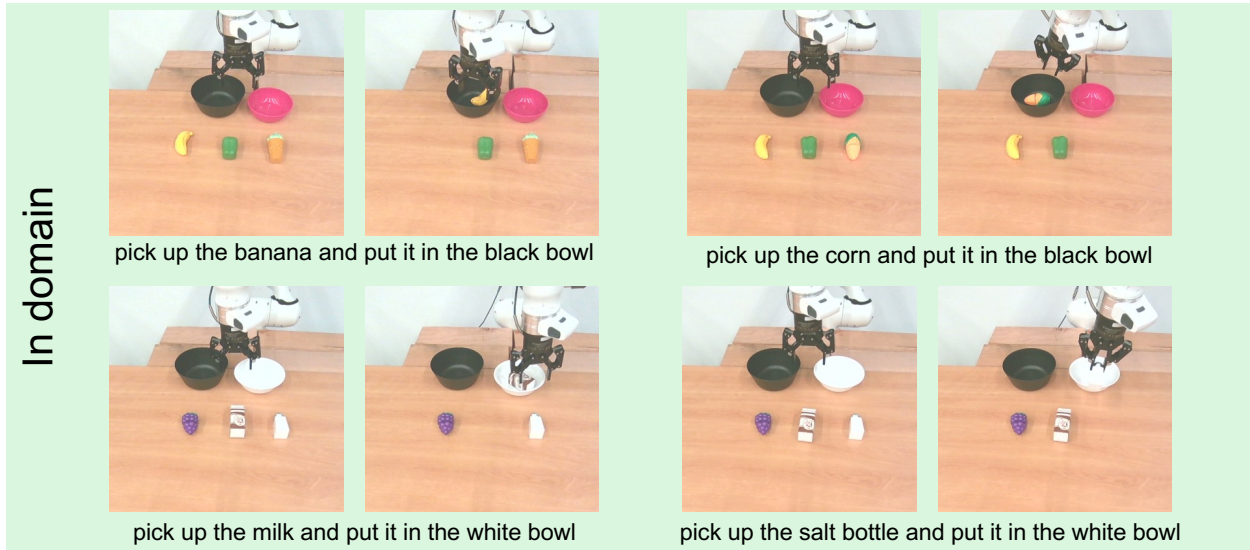 In domain
pick up the banana and put it in the black bowl
pick up the corn and put it in the black bowl
pick up the milk and put it in the white bowl
pick up the salt bottle and put it in the white bowl